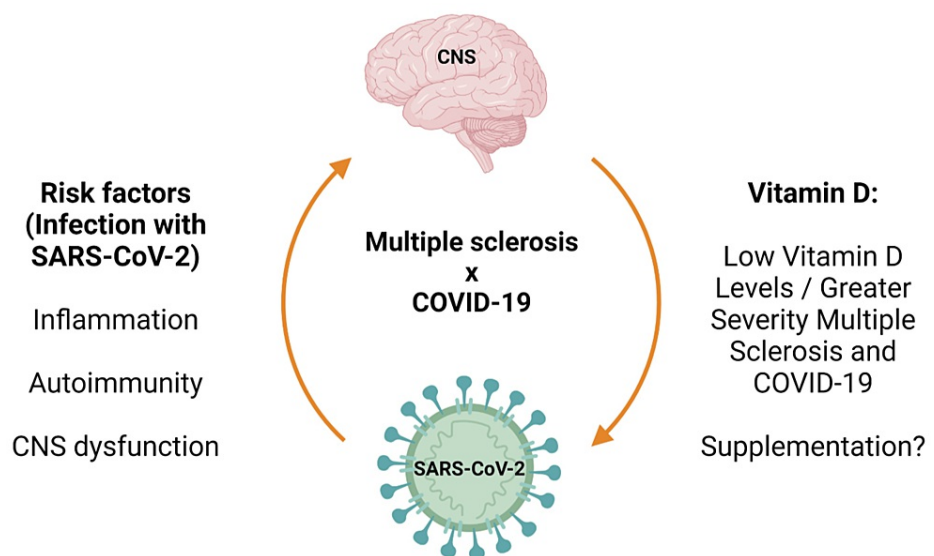 CNS
Risk factors
(Infection with
SARS-CoV-2)
Inflammation
Autoimmunity
CNS dysfunction
Multiple sclerosis
x
COVID-19
SARS-CoV-2
Vitamin D:
Low Vitamin D
Levels / Greater
Severity Multiple
Sclerosis and
COVID-19
Supplementation?